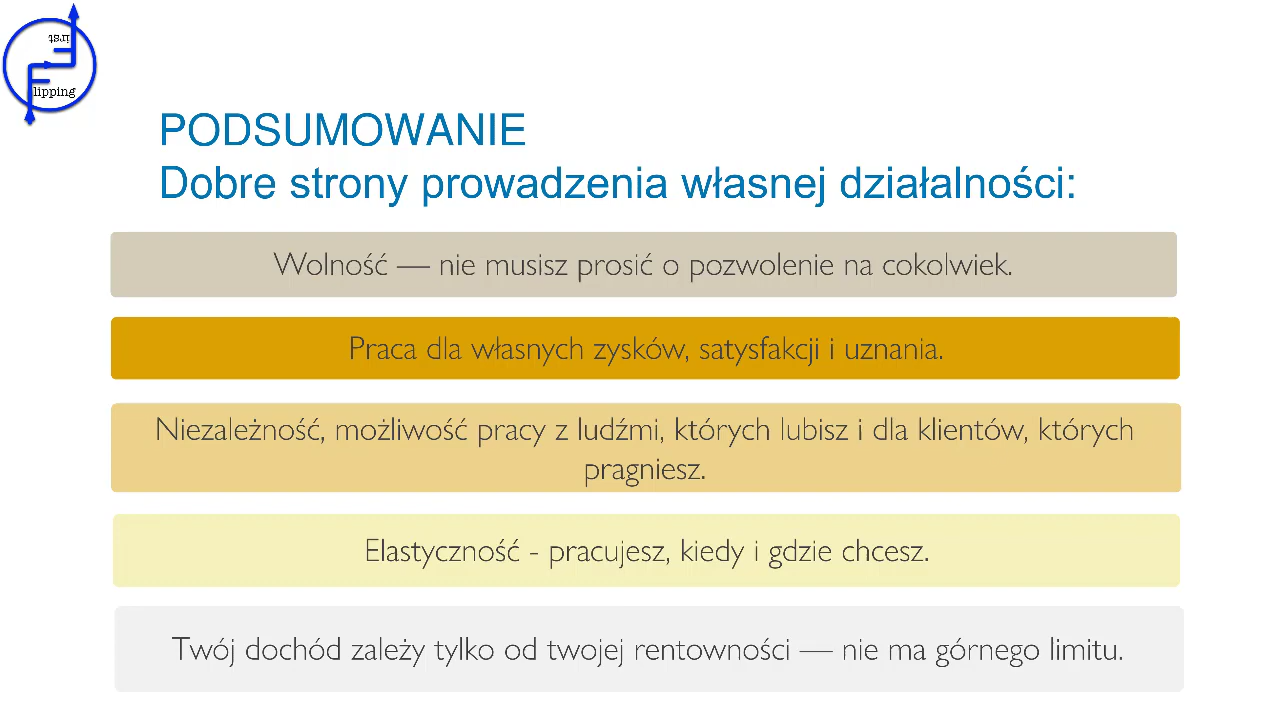 ʇsɹᴉ
lipping
PODSUMOWANIE
Dobre strony prowadzenia własnej działalności:
Wolność — nie musisz prosić o pozwolenie na cokolwiek.
Praca dla własnych zysków, satysfakcji i uznania.
Niezależność, możliwość pracy z ludźmi, których lubisz i dla klientów, których
pragniesz.
Elastyczność - pracujesz, kiedy i gdzie chcesz.
Twój dochód zależy tylko od twojej rentowności — nie ma górnego limitu.